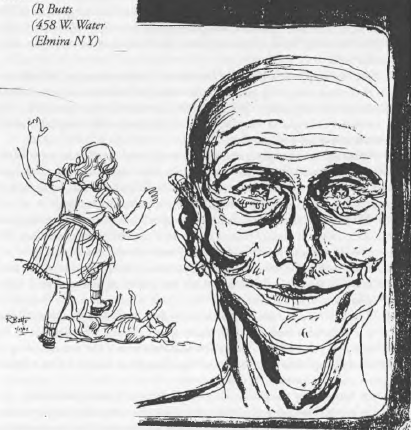 (R Butts
(458 W. Water
(Elmira N Y)